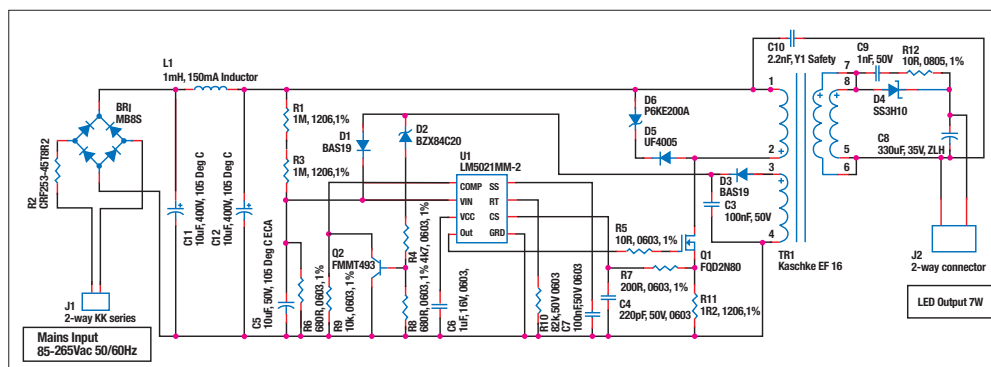 C10
2.2nF, Y1 Safety
C9
1nF, 50V
R12
10R, 0805, 1%
L1
1mH, 150mA Inductor
7
8
1
D4
SS3H10
D6
P6KE200A
BRI
MB8S
R1
1M, 1206,1%
D1
BAS19
D2
BZX84C20
D5
UF4005
C8
330uF, 35V, ZLH
U1
LM5021MM-2
R3
1M, 1206,1%
2
5
6
3
COMP
VIN
VCC
Out
SS
RT
CS
GRD
D3
BAS19
C3
100nF, 50V
R2
CRF253-45T8R2
C11
10uF, 400V, 105 Deg C
C12
10uF, 400V, 105 Deg C
R5
10R, 0603, 1%
4
Q2
FMMT493
R4
4k7, 0603, 1%
Q1
FQD2N80
TR1
Kaschke EF 16
J2
2-way connector
R7
200R, 0603, 1%
C4
220pF, 50V, 0603
R11
1R2, 1206,1%
J1
2-way KK series
C5
10uF, 50V, 105 Deg C ECA
R6
680R, 0603, 1%
R9
10k, 0603, 1%
R8
680R, 0603, 1%
C6
1uF, 16V, 0603
R10
82k, 50V 0603
C7
100nF,50V 0603
LED Output 7W
Mains Input
85-265Vac 50/60Hz